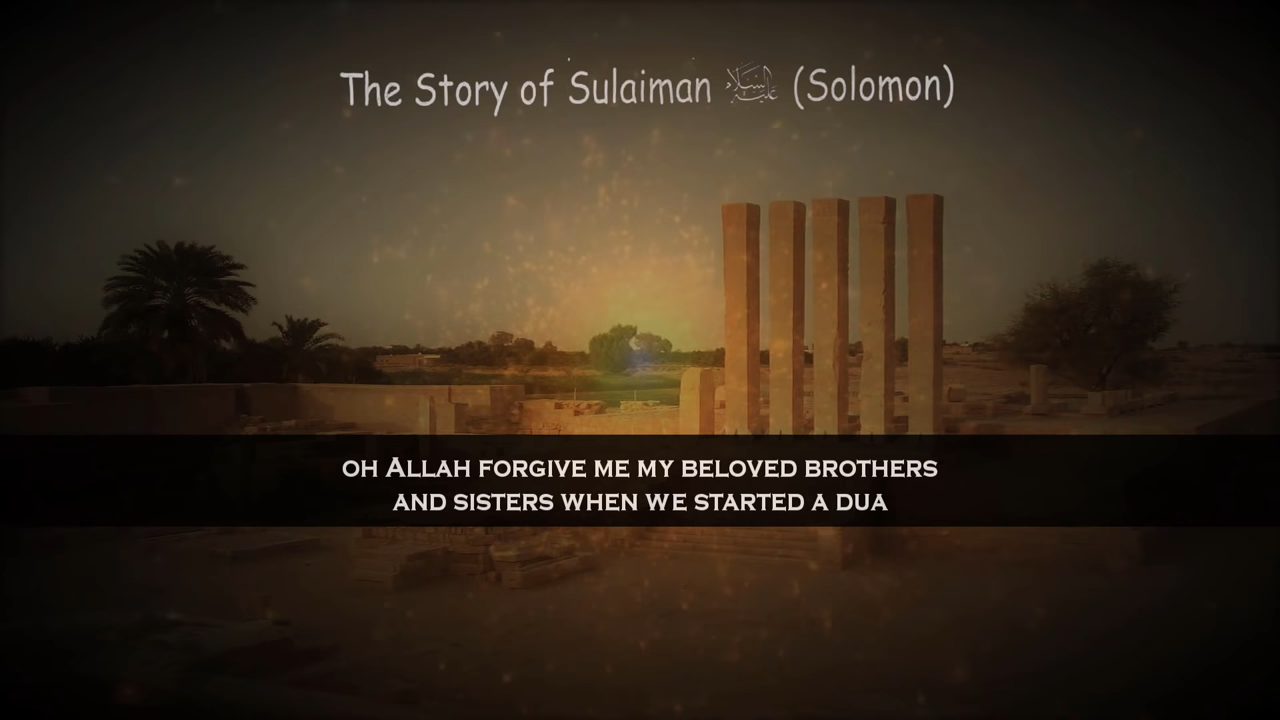 The Story of Sulaiman عليه السلام (Solomon)
OH ALLAH FORGIVE ME MY BELOVED BROTHERS
AND SISTERS WHEN WE STARTED A DUA